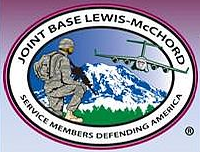 JOINT BASE LEWIS-McCHORD
SERVICE MEMBERS DEFENDING AMERICA
®